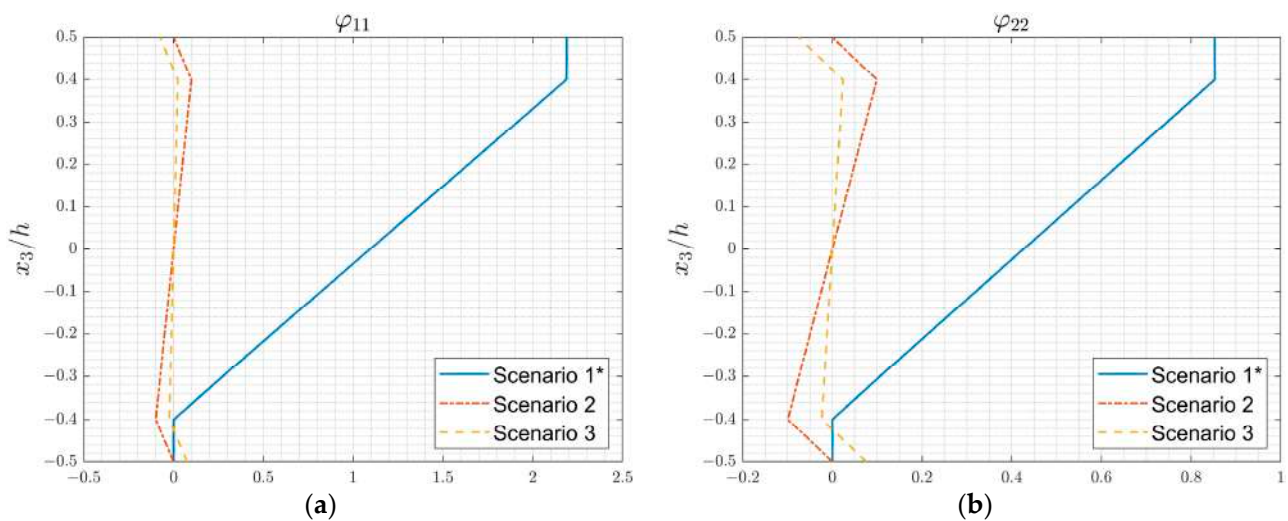 φ₁₁
0.5
0.4
0.3
0.2
0.1
0
−0.1
−0.2
−0.3
−0.4
−0.5
x₃/h
−0.5 0 0.5 1 1.5 2 2.5
Scenario 1*
Scenario 2
Scenario 3
(a)
φ₂₂
0.5
0.4
0.3
0.2
0.1
0
−0.1
−0.2
−0.3
−0.4
−0.5
x₃/h
−0.2 0 0.2 0.4 0.6 0.8 1
Scenario 1*
Scenario 2
Scenario 3
(b)